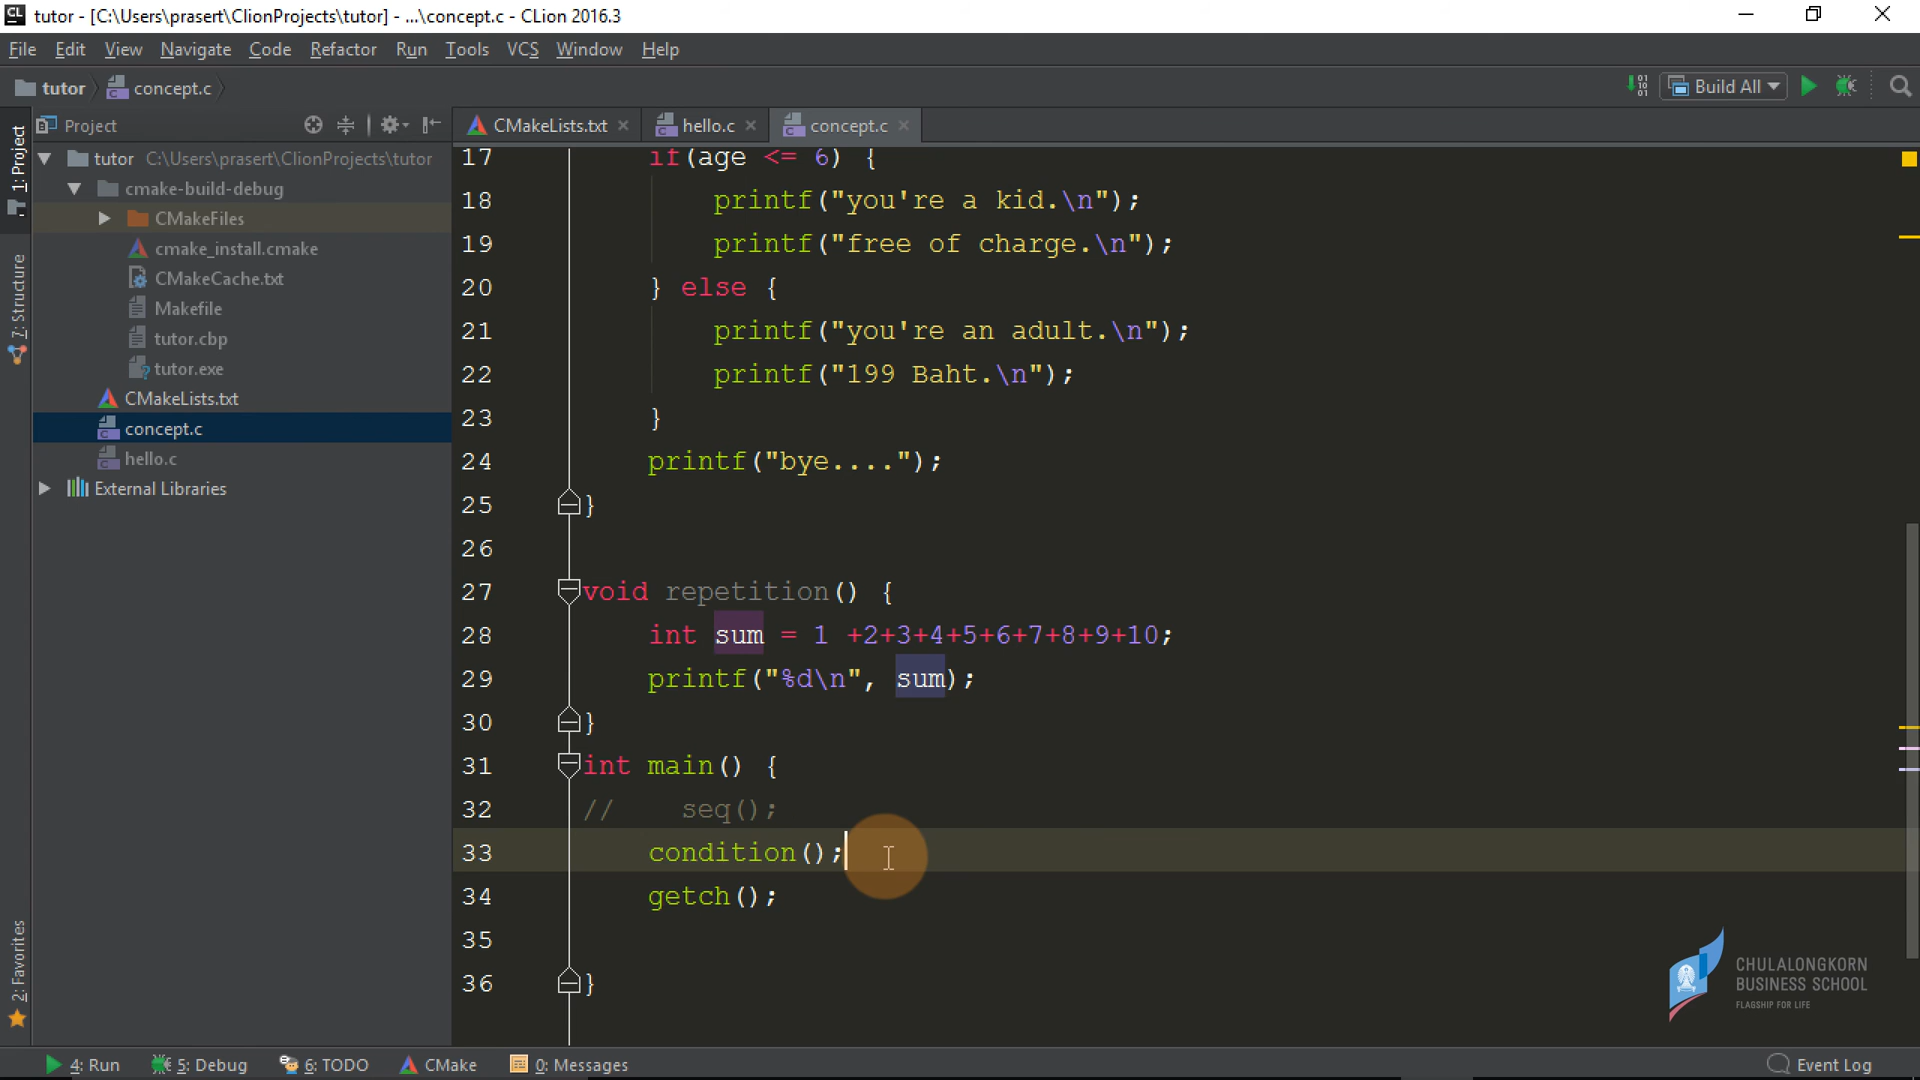 tutor - [C:\Users\prasert\ClionProjects\tutor] - ...\concept.c - CLion 2016.3
File Edit View Navigate Code Refactor Run Tools VCS Window Help
tutor concept.c
Build All
1: Project
7: Structure
2: Favorites
Project
tutor C:\Users\prasert\ClionProjects\tutor
cmake-build-debug
CMakeFiles
cmake_install.cmake
CMakeCache.txt
Makefile
tutor.cbp
tutor.exe
CMakeLists.txt
concept.c
hello.c
External Libraries
CMakeLists.txt hello.c concept.c
17 if(age <= 6) {
18 printf("you're a kid.\n");
19 printf("free of charge.\n");
20 } else {
21 printf("you're an adult.\n");
22 printf("199 Baht.\n");
23 }
24 printf("bye....");
25 }
26
27 void repetition() {
28 int sum = 1 +2+3+4+5+6+7+8+9+10;
29 printf("%d\n", sum);
30 }
31 int main() {
32 // seq();
33 condition();
34 getch();
35
36 }
CHULALONGKORN
BUSINESS SCHOOL
FLAGSHIP FOR LIFE
4: Run 5: Debug 6: TODO CMake 0: Messages Event Log